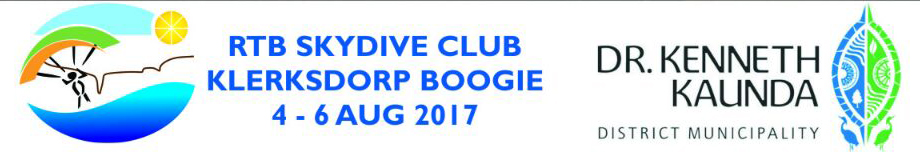 RTB SKYDIVE CLUB
KLERKSDORP BOOGIE
4 - 6 AUG 2017
DR. KENNETH
KAUNDA
DISTRICT MUNICIPALITY